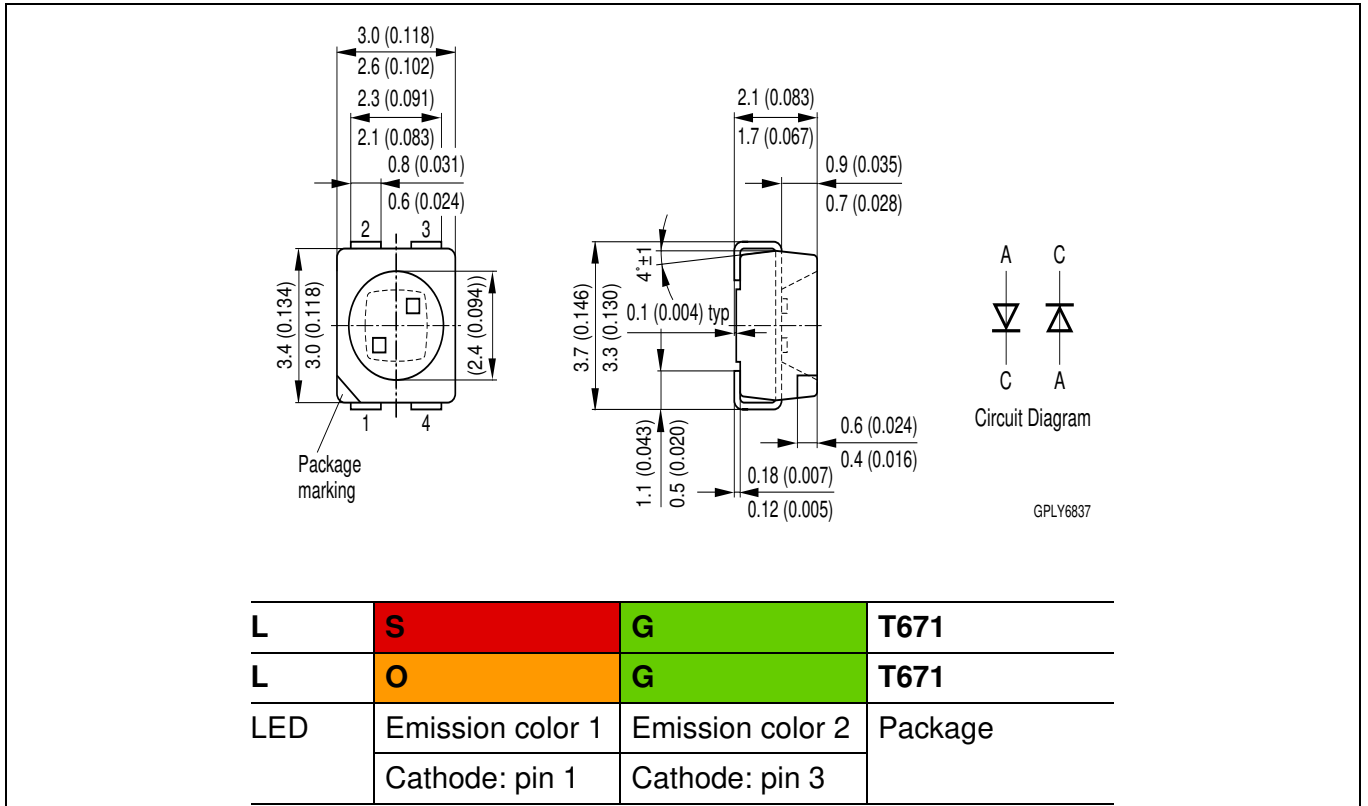 3.0 (0.118)
2.6 (0.102)
2.3 (0.091)
2.1 (0.083)
0.8 (0.031)
0.6 (0.024)
2
3
3.4 (0.134)
3.0 (0.118)
(2.4 (0.094))
1
4
Package
marking
2.1 (0.083)
1.7 (0.067)
0.9 (0.035)
0.7 (0.028)
4˚±1
0.1 (0.004) typ
3.7 (0.146)
3.3 (0.130)
1.1 (0.043)
0.5 (0.020)
0.18 (0.007)
0.12 (0.005)
0.6 (0.024)
0.4 (0.016)
A C
C A
Circuit Diagram
GPLY6837
L S G T671
L O G T671
LED Emission color 1 Emission color 2 Package
Cathode: pin 1 Cathode: pin 3